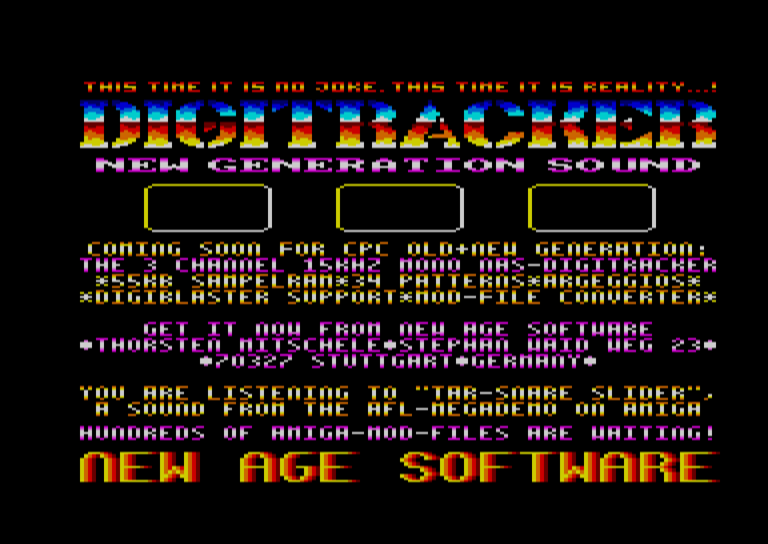 THIS TIME IT IS NO JOKE. THIS TIME IT IS REALITY...!
DIGITRACKER
NEW GENERATION SOUND
COMING SOON FOR CPC OLD+NEW GENERATION:
THE 3 CHANNEL 15KHZ MONO NAS-DIGITRACKER
*55KB SAMPELRAM*34 PATTERNS*ARGEGGIOS*
*DIGIBLASTER SUPPORT*MOD-FILE CONVERTER*
GET IT NOW FROM NEW AGE SOFTWARE
●THORSTEN MITSCHELE●STEPHAN WAID WEG 23●
●70327 STUTTGART●GERMANY●
YOU ARE LISTENING TO "TAR-SNARE SLIDER",
A SOUND FROM THE AFL-MEGADEMO ON AMIGA
HUNDREDS OF AMIGA-MOD-FILES ARE WAITING!
NEW AGE SOFTWARE